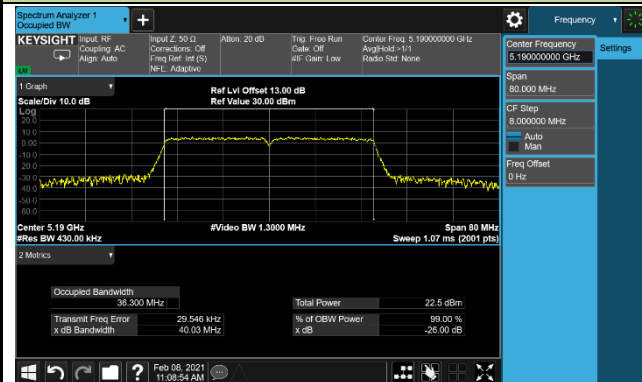 Spectrum Analyzer 1
Occupied BW
+
Frequency
KEYSIGHT
Input: RF
Coupling: AC
Align: Auto
Input Z: 50 Ω
Corrections: Off
Freq Ref: Int (S)
NFE: Adaptive
Atten: 20 dB
Trig: Free Run
Gate: Off
#IF Gain: Low
Center Freq: 5.190000000 GHz
Avg|Hold:>1/1
Radio Std: None
LXI
Center Frequency
5.190000000 GHz
Settings
Span
80.000 MHz
CF Step
8.000000 MHz
Auto
Man
Freq Offset
0 Hz
1 Graph
Scale/Div 10.0 dB
Ref Lvl Offset 13.00 dB
Ref Value 30.00 dBm
Log
20.0
10.0
0.00
-10.0
-20.0
-30.0
-40.0
-50.0
-60.0
Center 5.19 GHz
#Res BW 430.00 kHz
#Video BW 1.3000 MHz
Span 80 MHz
Sweep 1.07 ms (2001 pts)
2 Metrics
Occupied Bandwidth
36.300 MHz
Total Power 22.5 dBm
Transmit Freq Error 29.546 kHz
% of OBW Power 99.00 %
x dB Bandwidth 40.03 MHz
x dB -26.00 dB
?
Feb 08, 2021
11:08:54 AM